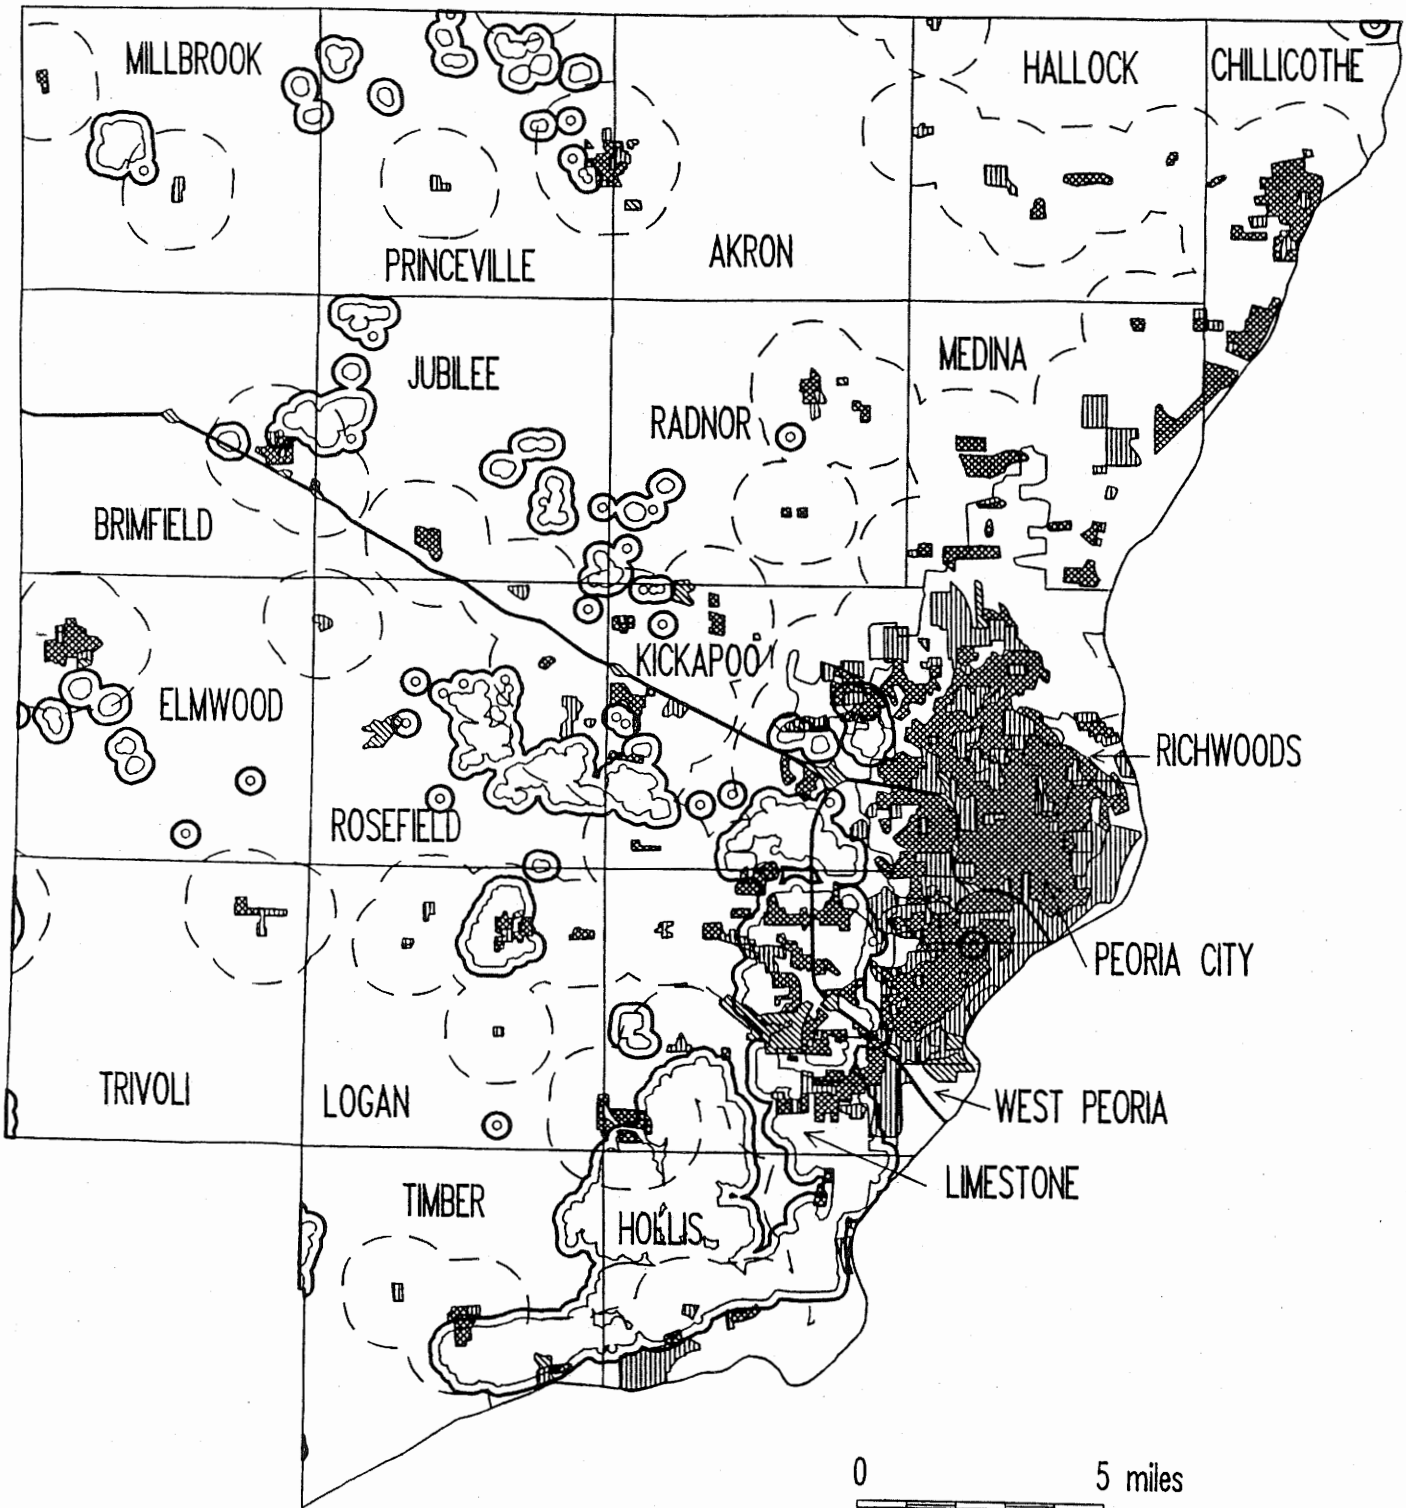 MILLBROOK
HALLOCK
CHILLICOTHE
PRINCEVILLE
AKRON
JUBILEE
MEDINA
RADNOR
BRIMFIELD
KICKAPOO
ELMWOOD
RICHWOODS
ROSEFIELD
PEORIA CITY
TRIVOLI
LOGAN
WEST PEORIA
LIMESTONE
TIMBER
HOLLIS
0 5 miles